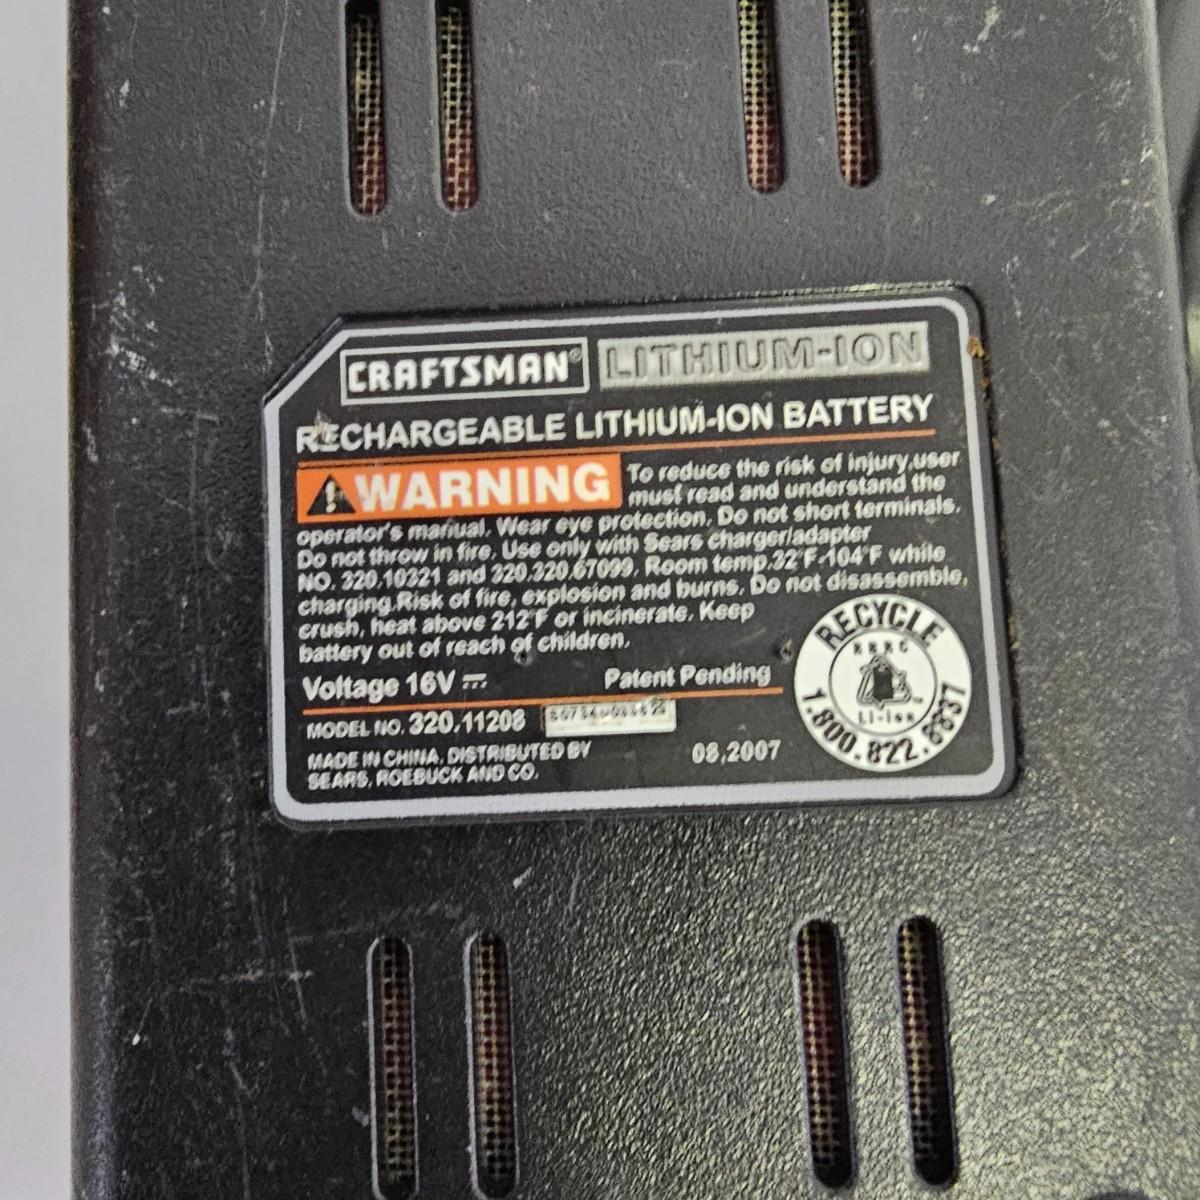 CRAFTSMAN® LITHIUM-ION
RECHARGEABLE LITHIUM-ION BATTERY
WARNING To reduce the risk of injury,user
must read and understand the
operator's manual. Wear eye protection. Do not short terminals.
Do not throw in fire. Use only with Sears charger/adapter
NO. 320.10321 and 320.320.67099. Room temp.32°F-104°F while
charging.Risk of fire, explosion and burns. Do not disassemble,
crush, heat above 212°F or incinerate. Keep
battery out of reach of children.
Voltage 16V Patent Pending
MODEL NO. 320.11208
MADE IN CHINA, DISTRIBUTED BY
SEARS, ROEBUCK AND CO.
08,2007
RECYCLE
RBRC
Li-Ion
1.800.822.8837